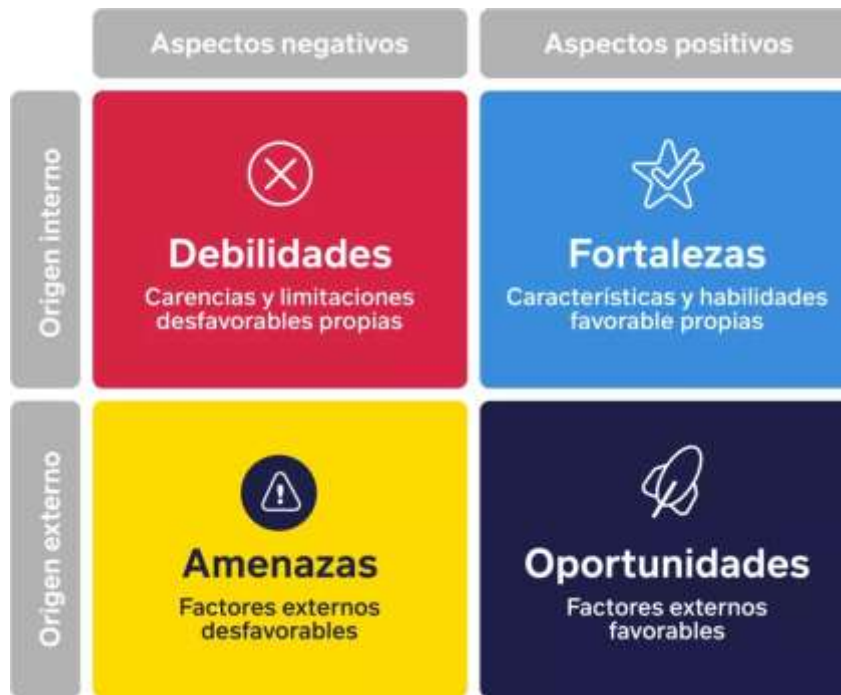 Aspectos negativos
Aspectos positivos
Origen interno
Debilidades
Carencias y limitaciones
desfavorables propias
Fortalezas
Características y habilidades
favorable propias
Origen externo
Amenazas
Factores externos
desfavorables
Oportunidades
Factores externos
favorables